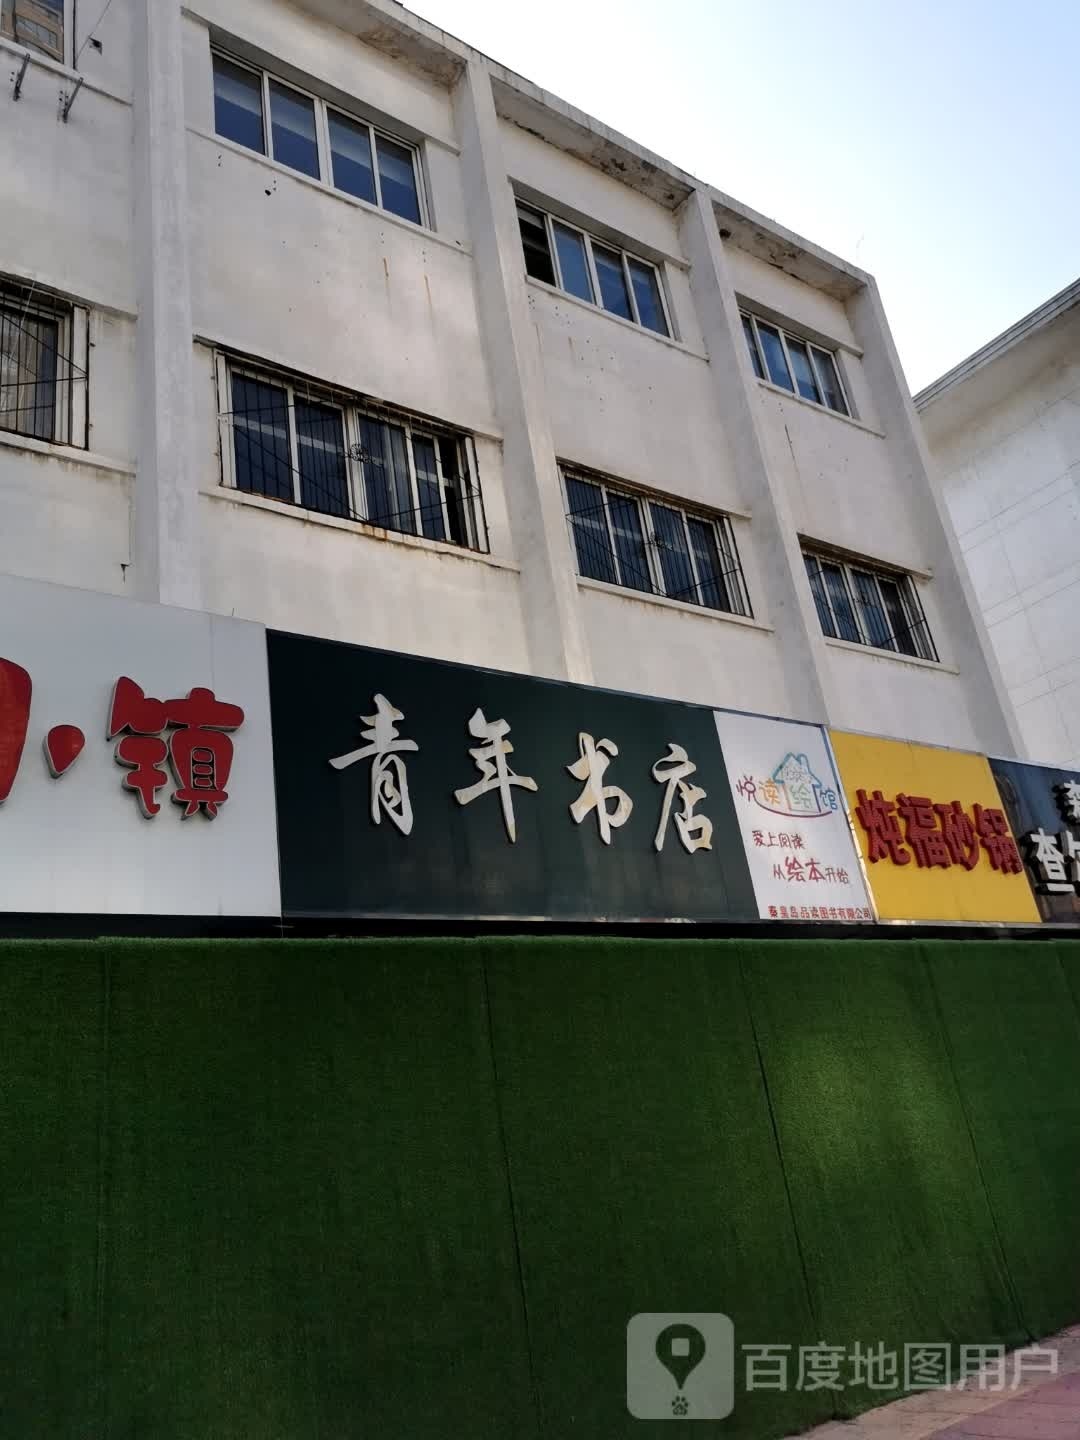 小镇
青年书店
悦读绘馆
爱上阅读
从绘本开始
秦皇岛品读图书有限公司
炖福砂锅
百度地图用户